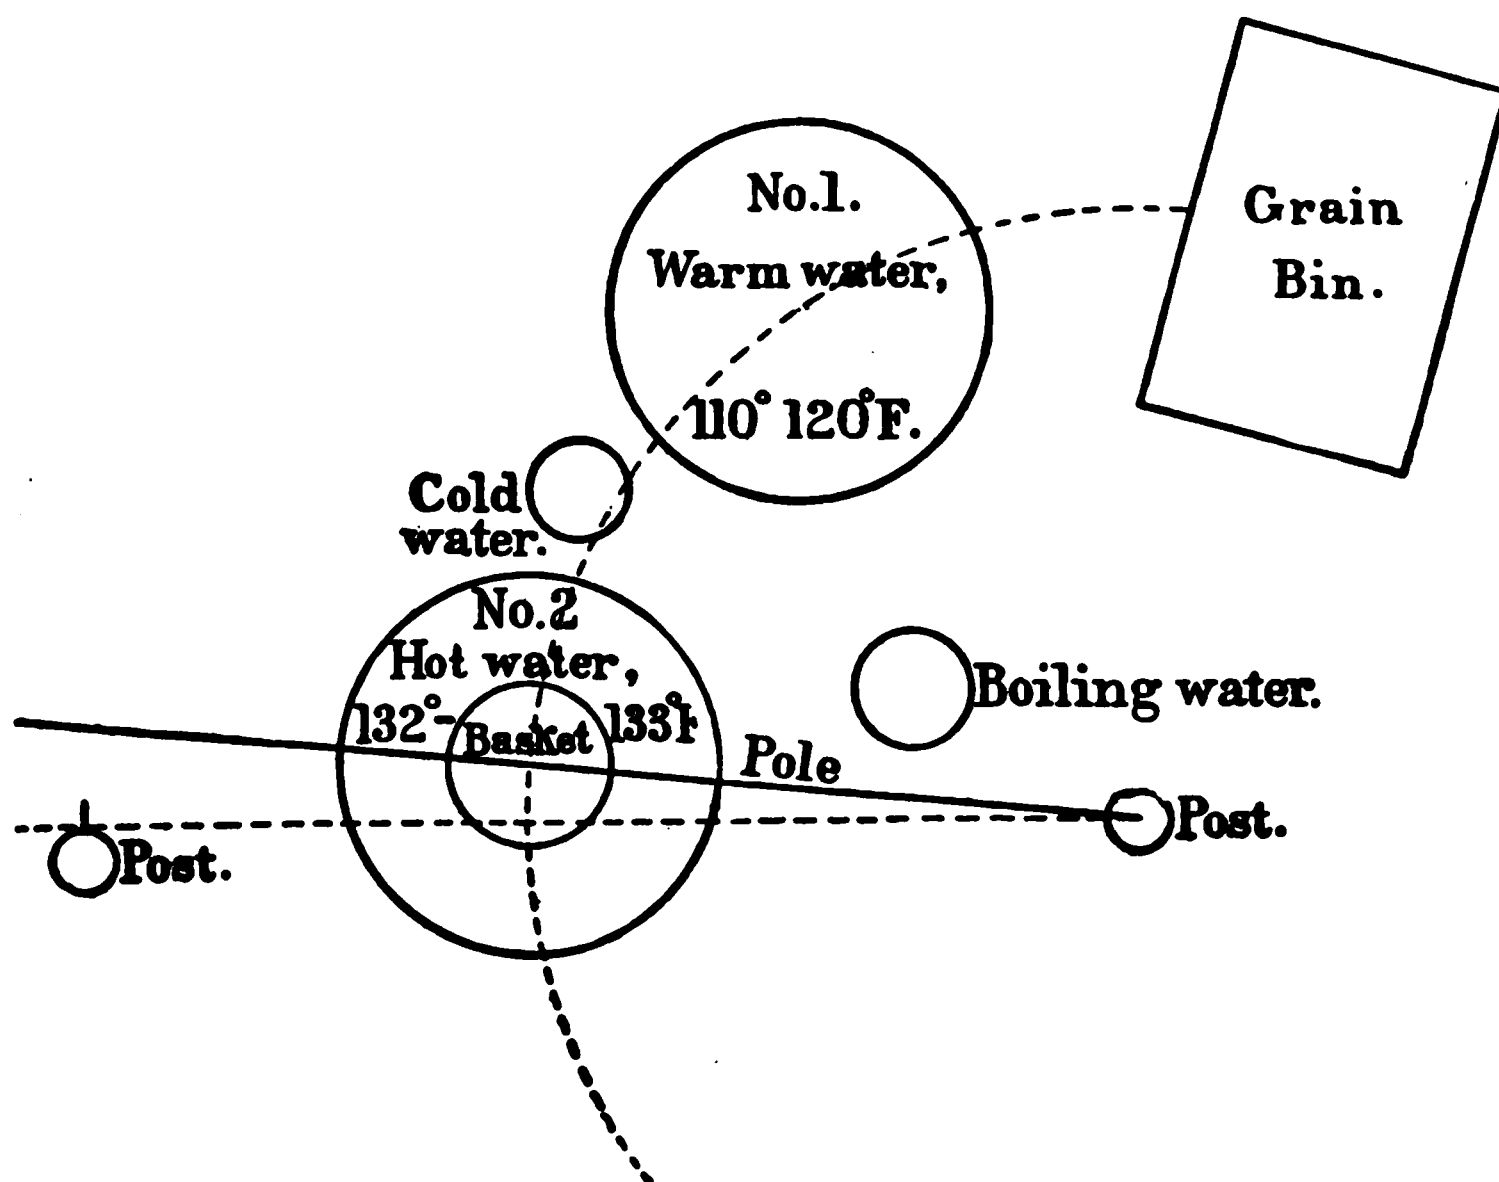 No.1.
Warm water,
110° 120°F.
Grain
Bin.
Cold
water.
No.2
Hot water,
132°- 133°F
Basket
Boiling water.
Pole
Post.
Post.